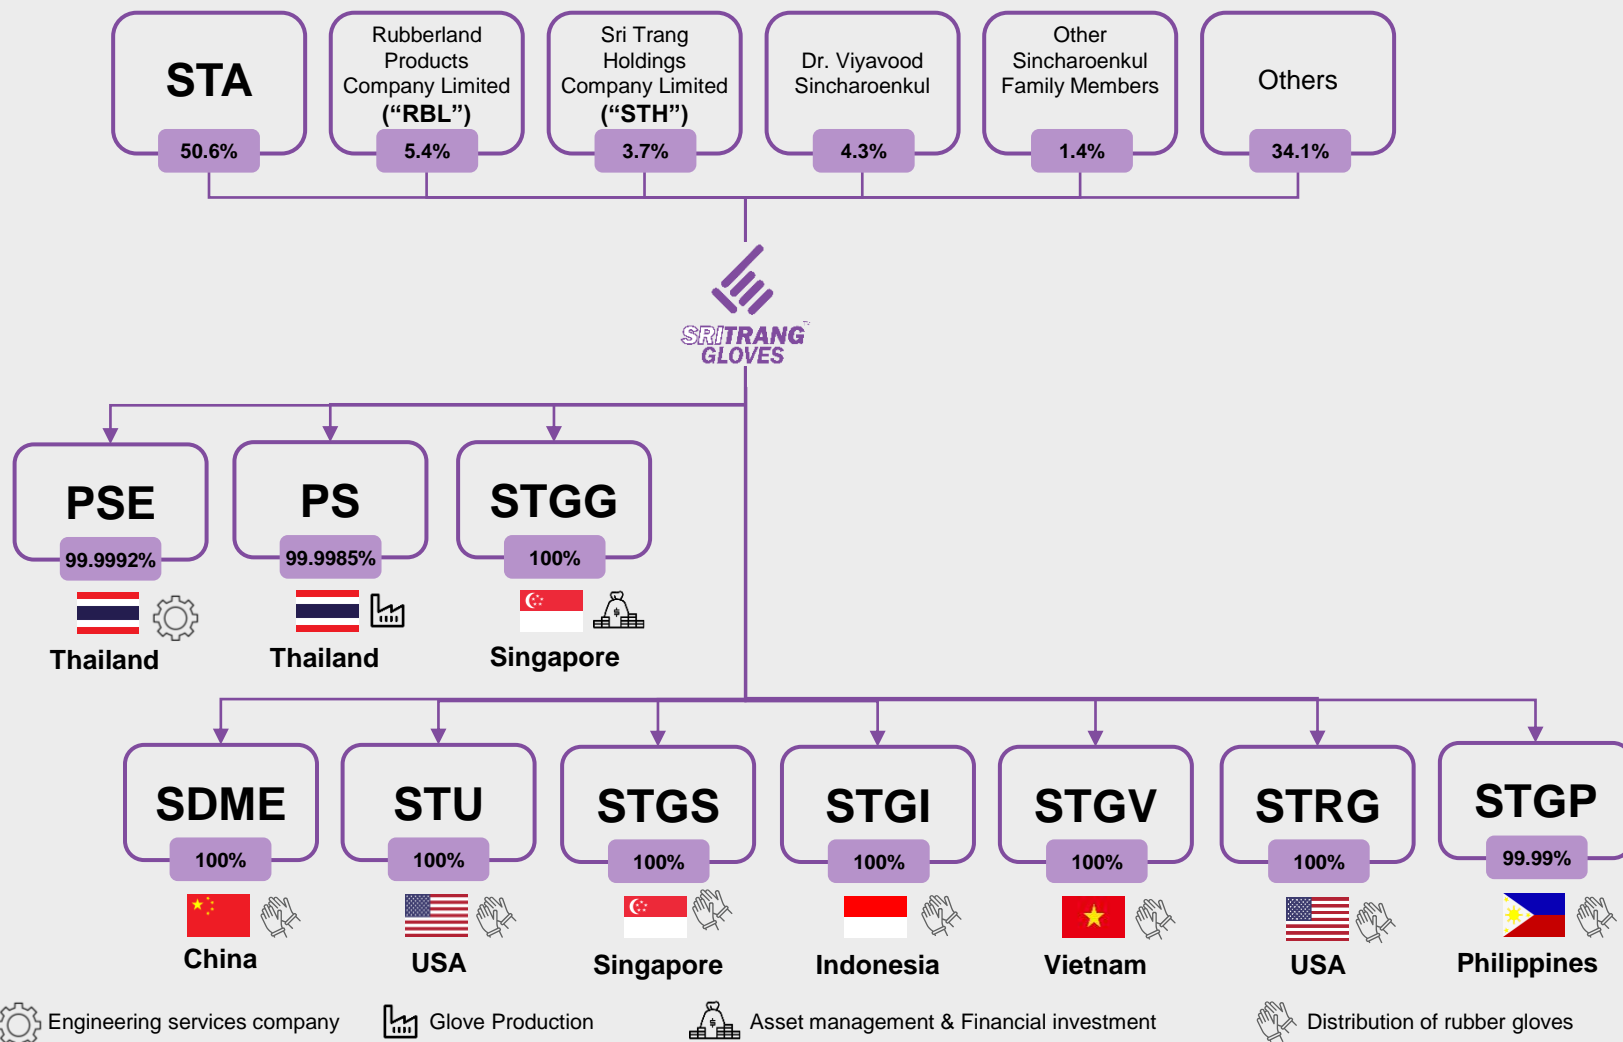 STA
Rubberland
Products
Company Limited
(“RBL”)
Sri Trang
Holdings
Company Limited
(“STH”)
Dr. Viyavood
Sincharoenkul
Other
Sincharoenkul
Family Members
Others
50.6%
5.4%
3.7%
4.3%
1.4%
34.1%
SRITRANG™
GLOVES
PSE
PS
STGG
99.9992%
99.9985%
100%
Thailand
Thailand
Singapore
SDME
STU
STGS
STGI
STGV
STRG
STGP
100%
100%
100%
100%
100%
100%
99.99%
China
USA
Singapore
Indonesia
Vietnam
USA
Philippines
Engineering services company
Glove Production
Asset management & Financial investment
Distribution of rubber gloves